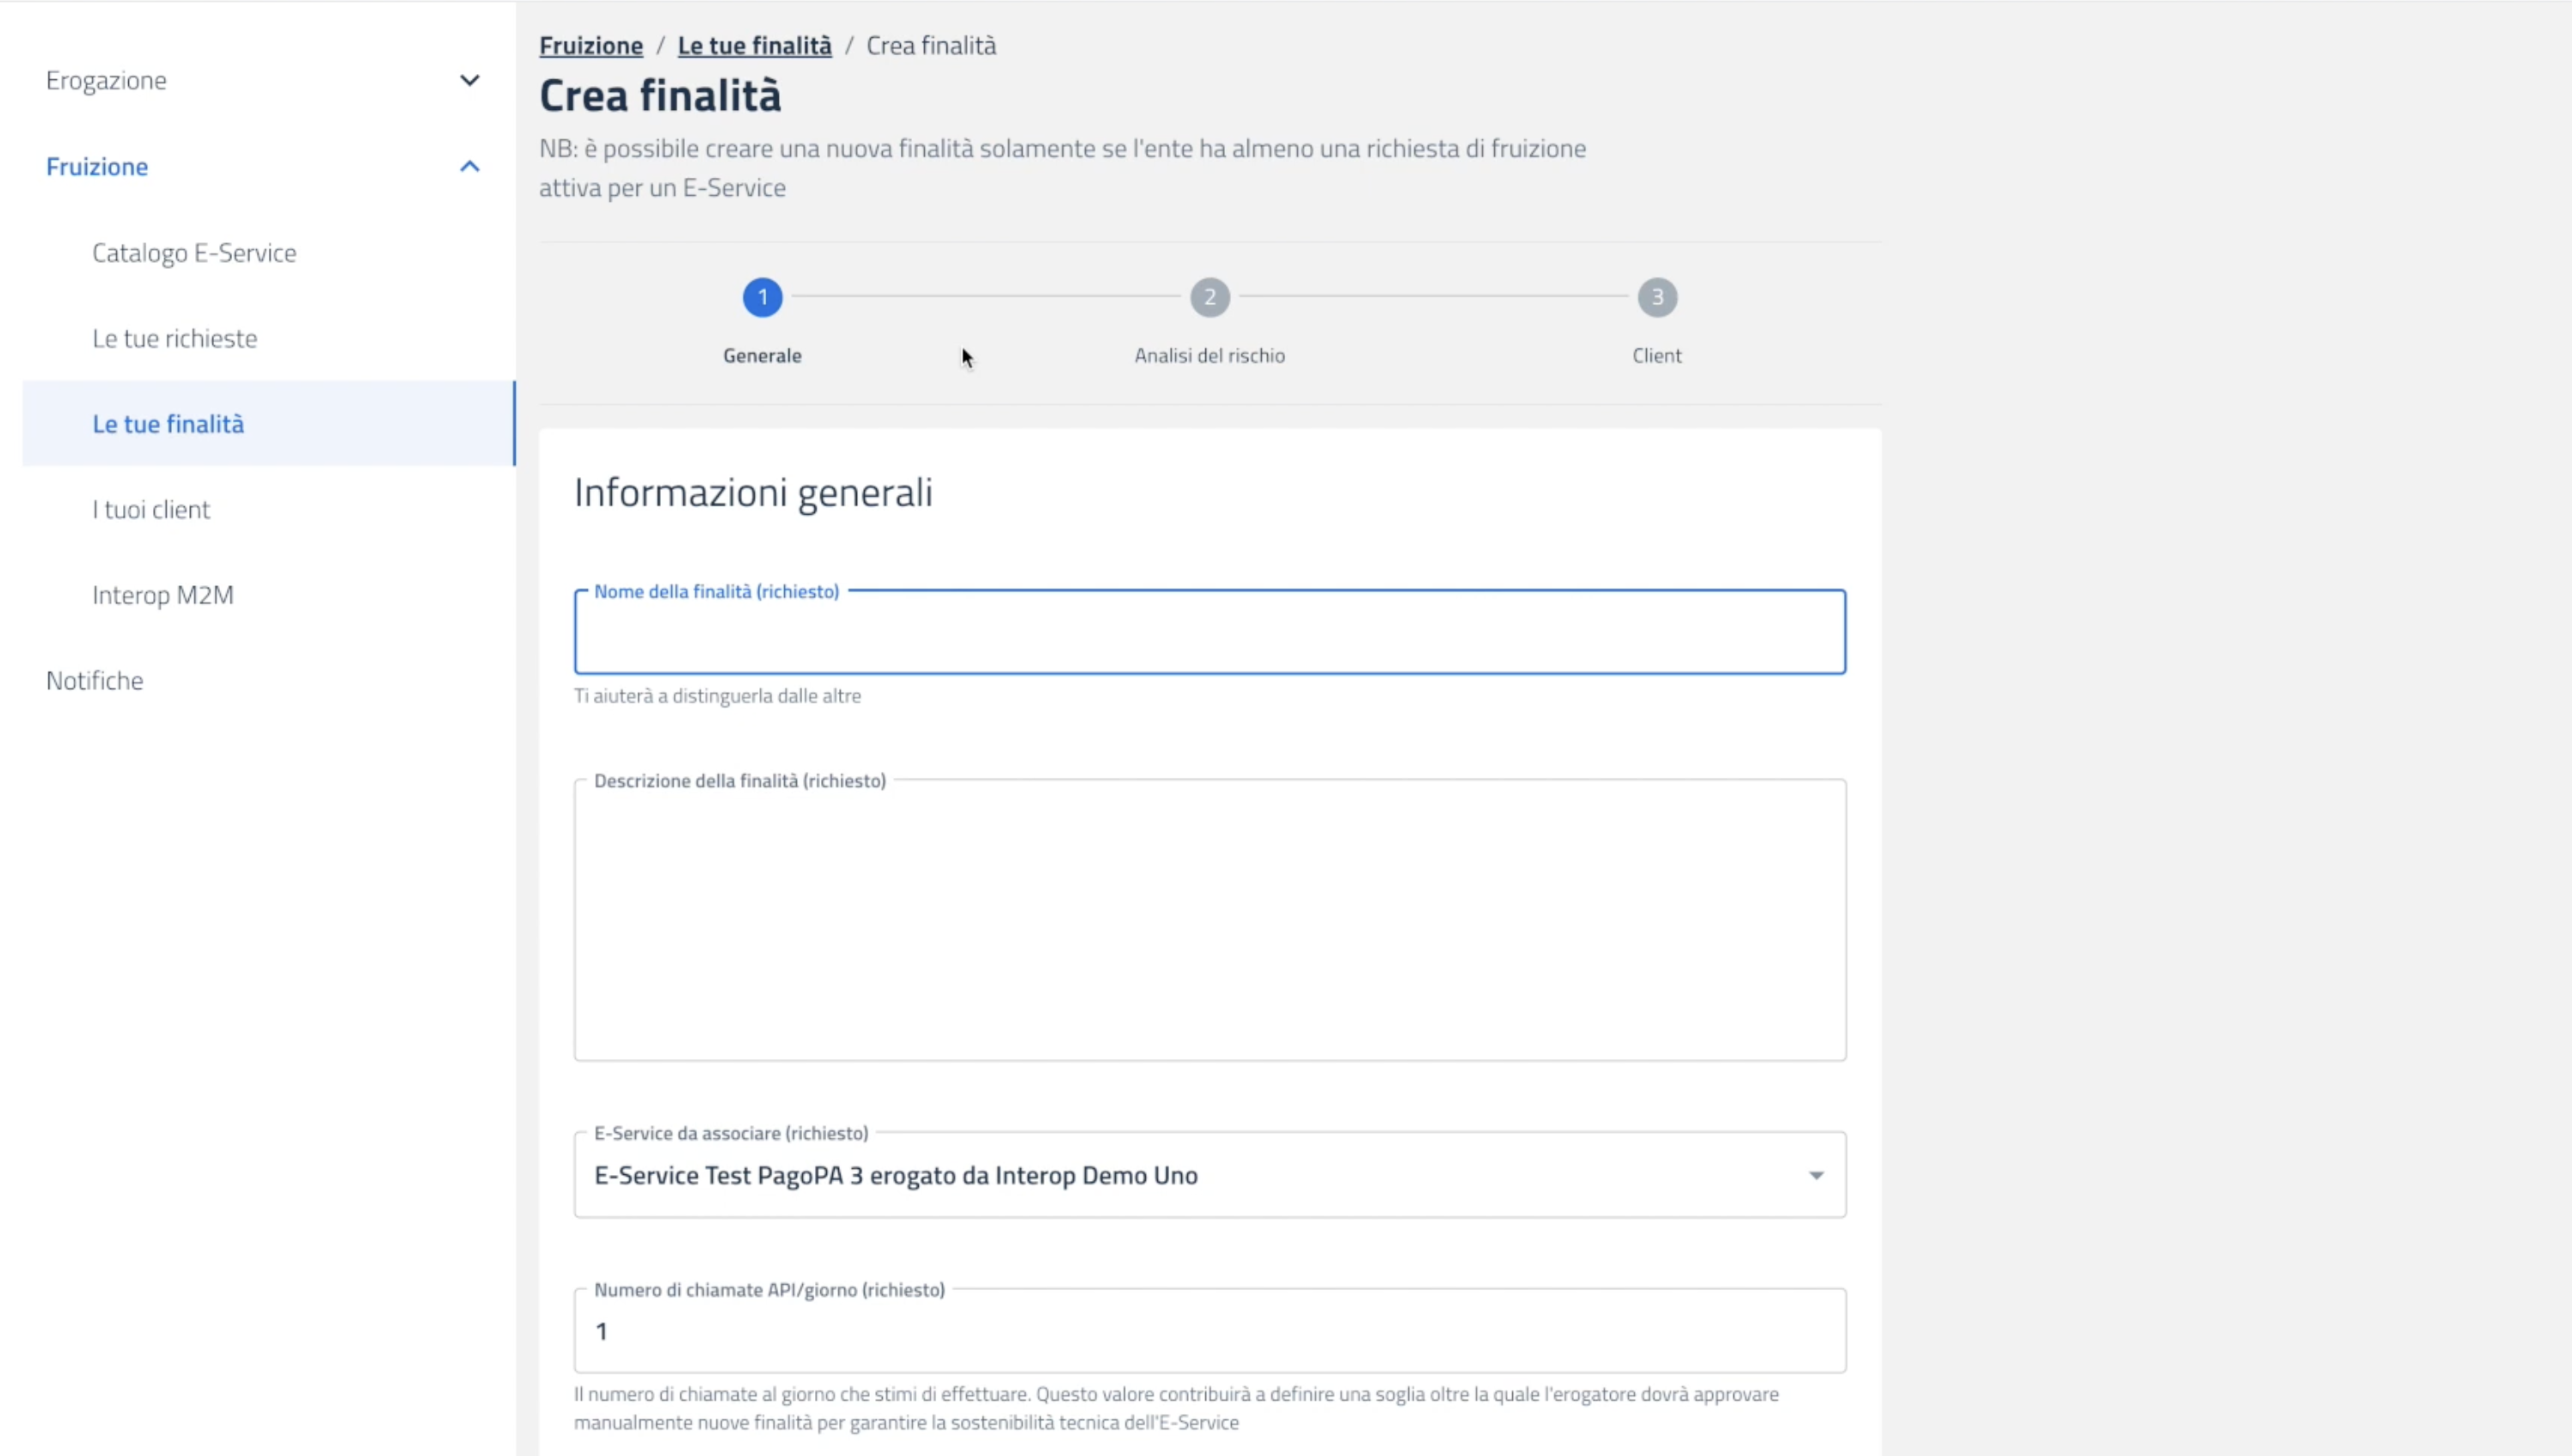 Erogazione
Fruizione
Catalogo E-Service
Le tue richieste
Le tue finalità
I tuoi client
Interop M2M
Notifiche
Fruizione / Le tue finalità / Crea finalità
Crea finalità
NB: è possibile creare una nuova finalità solamente se l'ente ha almeno una richiesta di fruizione
attiva per un E-Service
1 2 3
Generale Analisi del rischio Client
Informazioni generali
Nome della finalità (richiesto)
Ti aiuterà a distinguerla dalle altre
Descrizione della finalità (richiesto)
E-Service da associare (richiesto)
E-Service Test PagoPA 3 erogato da Interop Demo Uno
Numero di chiamate API/giorno (richiesto)
1
Il numero di chiamate al giorno che stimi di effettuare. Questo valore contribuirà a definire una soglia oltre la quale l'erogatore dovrà approvare
manualmente nuove finalità per garantire la sostenibilità tecnica dell'E-Service